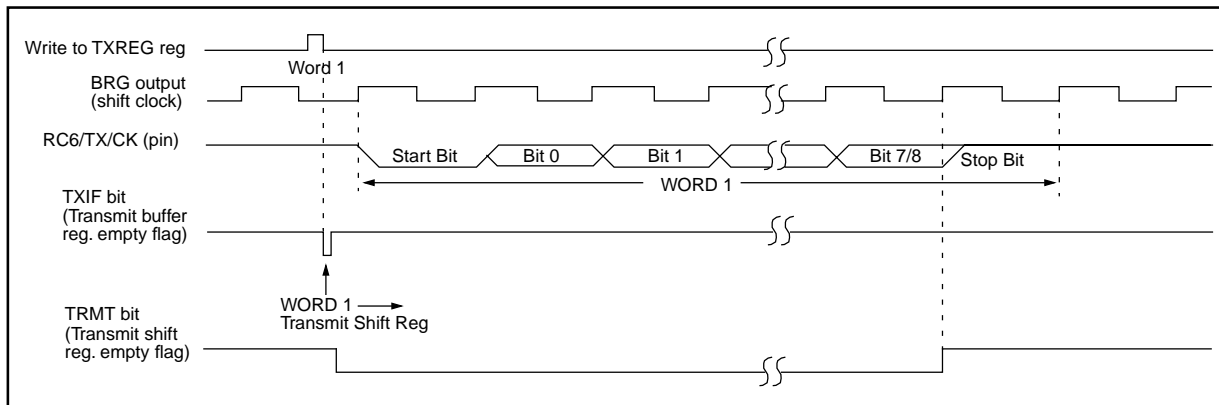 Write to TXREG reg
Word 1
BRG output
(shift clock)
RC6/TX/CK (pin)
Start Bit
Bit 0
Bit 1
Bit 7/8
Stop Bit
WORD 1
TXIF bit
(Transmit buffer
reg. empty flag)
WORD 1
Transmit Shift Reg
TRMT bit
(Transmit shift
reg. empty flag)